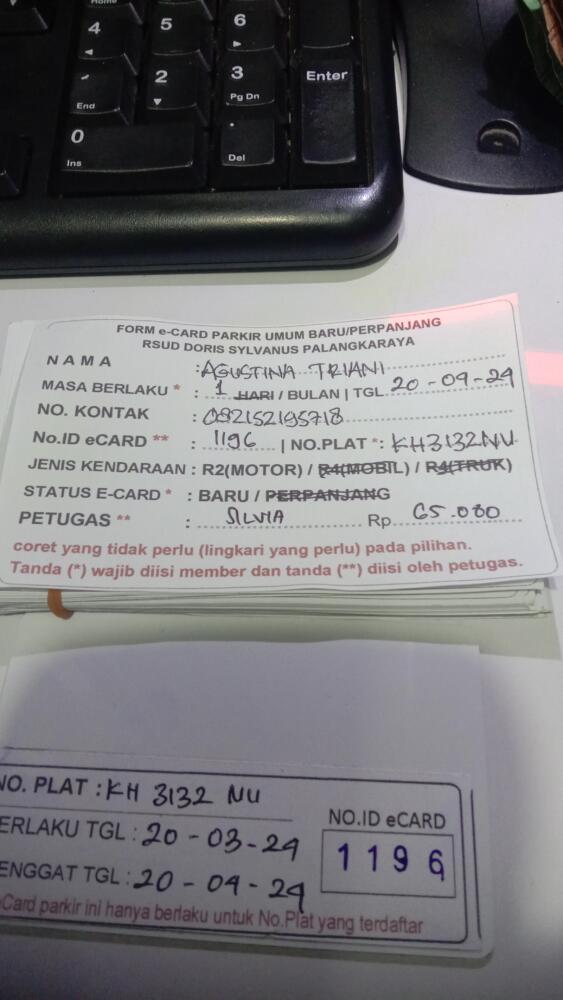 Home
4 5 6
End 2 3 Pg Dn Enter
0 Ins . Del
FORM e-CARD PARKIR UMUM BARU/PERPANJANG
RSUD DORIS SYLVANUS PALANGKARAYA
NAMA : AGUSTINA TRIANI
MASA BERLAKU * : 1 HARI / BULAN | TGL. 20-04-24
NO. KONTAK : 082152195718
No.ID eCARD ** : 1196 | NO.PLAT *: KH3132NU
JENIS KENDARAAN : R2(MOTOR) / R4(MOBIL) / R4(TRUK)
STATUS E-CARD * : BARU / PERPANJANG
PETUGAS ** : SILVIA Rp. 65.000
coret yang tidak perlu (lingkari yang perlu) pada pilihan.
Tanda (*) wajib diisi member dan tanda (**) diisi oleh petugas.
NO. PLAT : KH 3132 NU
ERLAKU TGL : 20-03-24
NO.ID eCARD
1196
ENGGAT TGL : 20-04-24
eCard parkir ini hanya berlaku untuk No.Plat yang terdaftar